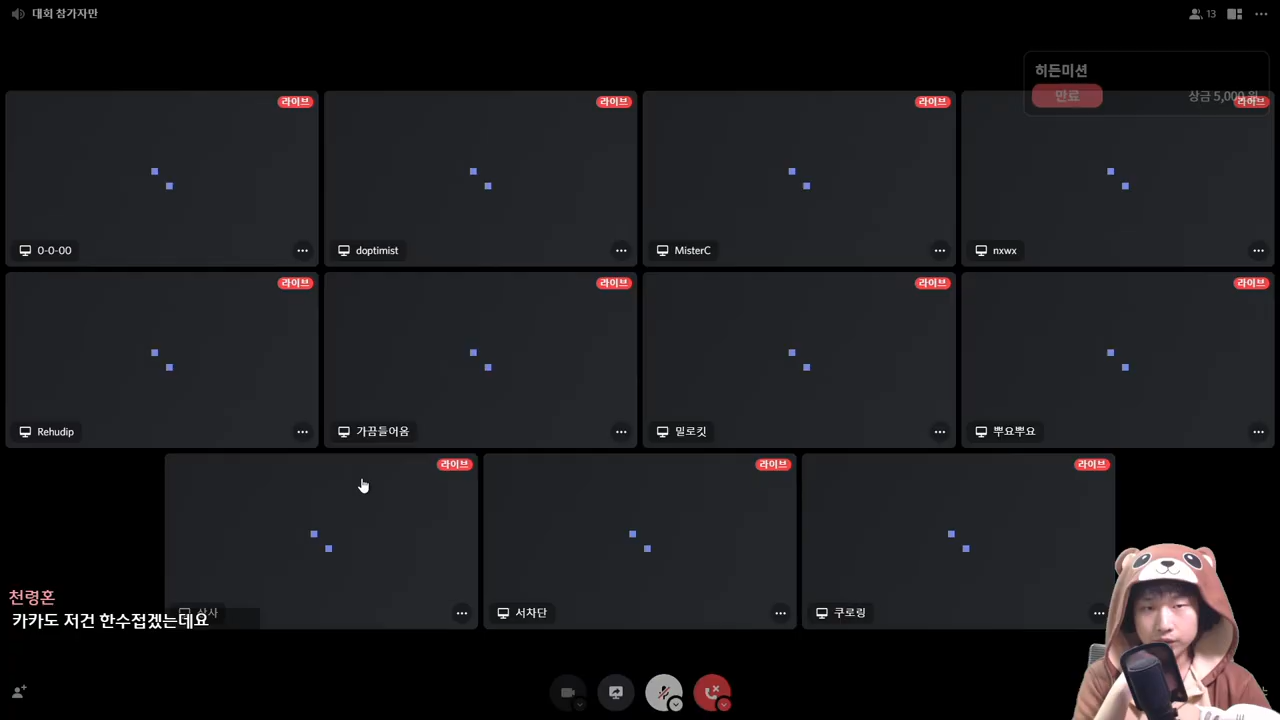 대회 참가자만
13
히든미션
만료
상금 5,000 원
라이브
라이브
라이브
라이브
0-0-00
doptimist
MisterC
nxwx
라이브
라이브
라이브
라이브
Rehudip
가끔들어옴
밀로킷
뿌요뿌요
라이브
라이브
라이브
삼사
서차단
쿠로링
천령혼
카카도 저건 한수접겠는데요